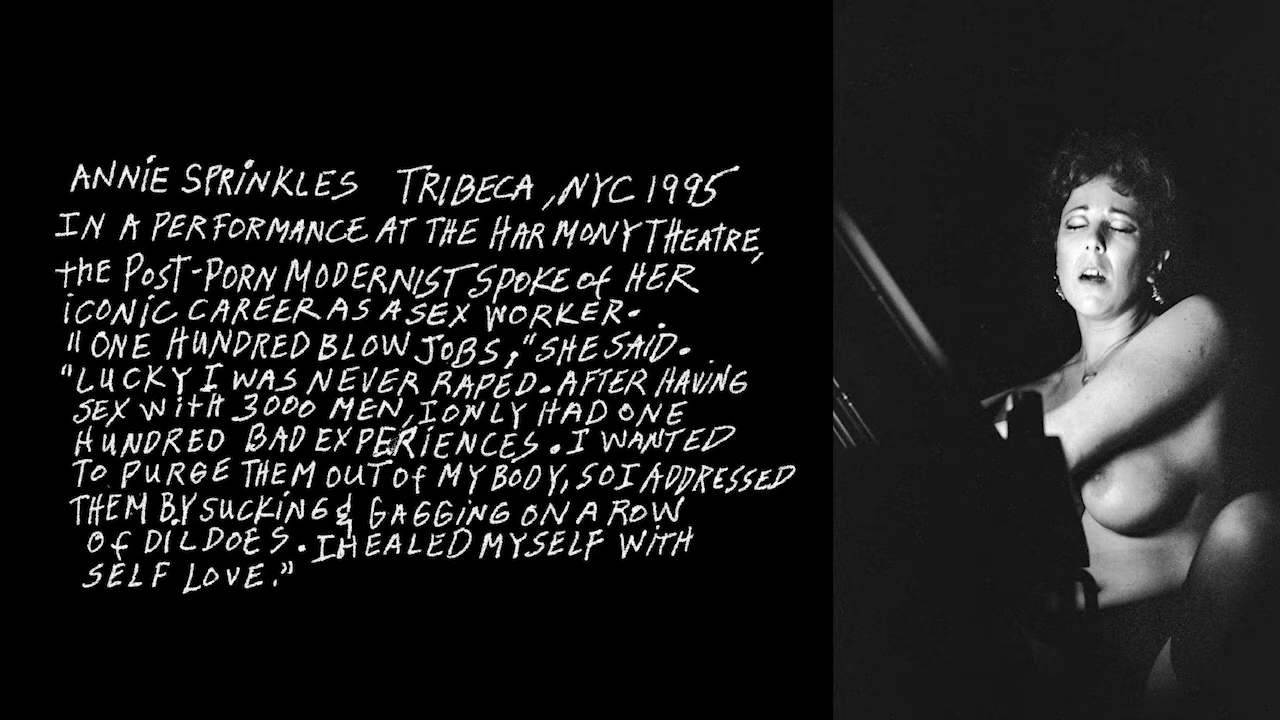 ANNIE SPRINKLES TRIBECA, NYC 1995
IN A PERFORMANCE AT THE HARMONY THEATRE,
THE POST-PORN MODERNIST SPOKE of HER
ICONIC CAREER AS A SEX WORKER.
"ONE HUNDRED BLOW JOBS," SHE SAID.
"LUCKY I WAS NEVER RAPED. AFTER HAVING
SEX WITH 3000 MEN, I ONLY HAD ONE
HUNDRED BAD EXPERIENCES. I WANTED
TO PURGE THEM OUT of MY BODY, SO I ADDRESSED
THEM BY SUCKING & GAGGING ON A ROW
Of DILDOES. I HEALED MYSELF WITH
SELF LOVE."